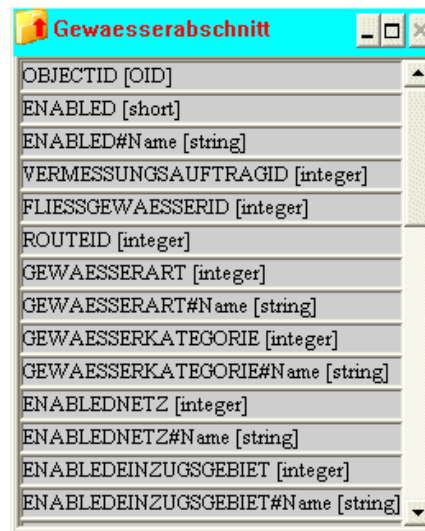 Gewaesserabschnitt
OBJECTID [OID]
ENABLED [short]
ENABLED#Name [string]
VERMESSUNGSAUFTRAGID [integer]
FLIESSGEWAESSERID [integer]
ROUTEID [integer]
GEWAESSERART [integer]
GEWAESSERART#Name [string]
GEWAESSERKATEGORIE [integer]
GEWAESSERKATEGORIE#Name [string]
ENABLEDNETZ [integer]
ENABLEDNETZ#Name [string]
ENABLEDEINZUGSGEBIET [integer]
ENABLEDEINZUGSGEBIET#Name [string]